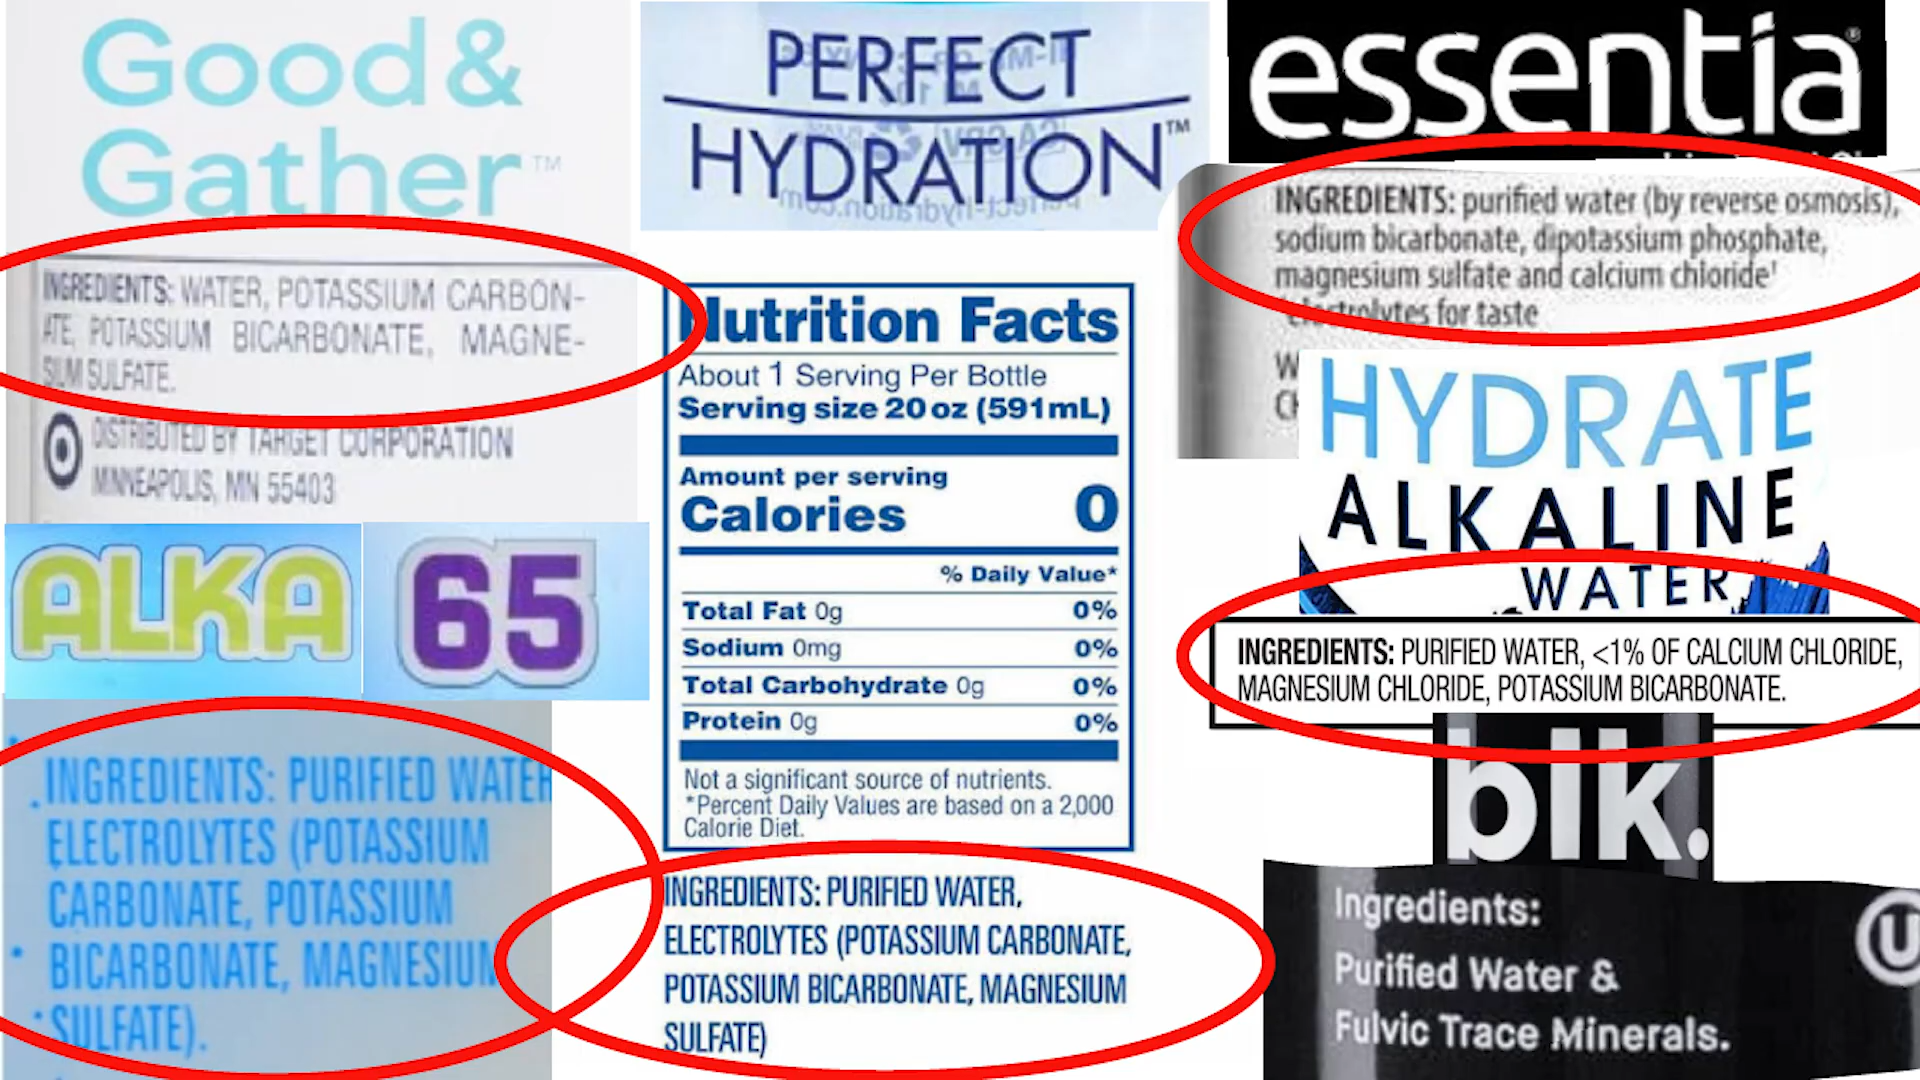 Good&
Gather™
INGREDIENTS: WATER, POTASSIUM CARBON-
ATE, POTASSIUM BICARBONATE, MAGNE-
SIUM SULFATE.
DISTRIBUTED BY TARGET CORPORATION
MINNEAPOLIS, MN 55403
ALKA 65
INGREDIENTS: PURIFIED WATER
ELECTROLYTES (POTASSIUM
CARBONATE, POTASSIUM
BICARBONATE, MAGNESIUM
SULFATE).
PERFECT
HYDRATION™
Nutrition Facts
About 1 Serving Per Bottle
Serving size 20 oz (591mL)
Amount per serving
Calories 0
% Daily Value*
Total Fat 0g 0%
Sodium 0mg 0%
Total Carbohydrate 0g 0%
Protein 0g 0%
Not a significant source of nutrients.
*Percent Daily Values are based on a 2,000
Calorie Diet.
INGREDIENTS: PURIFIED WATER,
ELECTROLYTES (POTASSIUM CARBONATE,
POTASSIUM BICARBONATE, MAGNESIUM
SULFATE)
essentia®
INGREDIENTS: purified water (by reverse osmosis),
sodium bicarbonate, dipotassium phosphate,
magnesium sulfate and calcium chloride†
†electrolytes for taste
HYDRATE
ALKALINE
WATER
INGREDIENTS: PURIFIED WATER, <1% OF CALCIUM CHLORIDE,
MAGNESIUM CHLORIDE, POTASSIUM BICARBONATE.
blk.
Ingredients:
Purified Water &
Fulvic Trace Minerals.
U